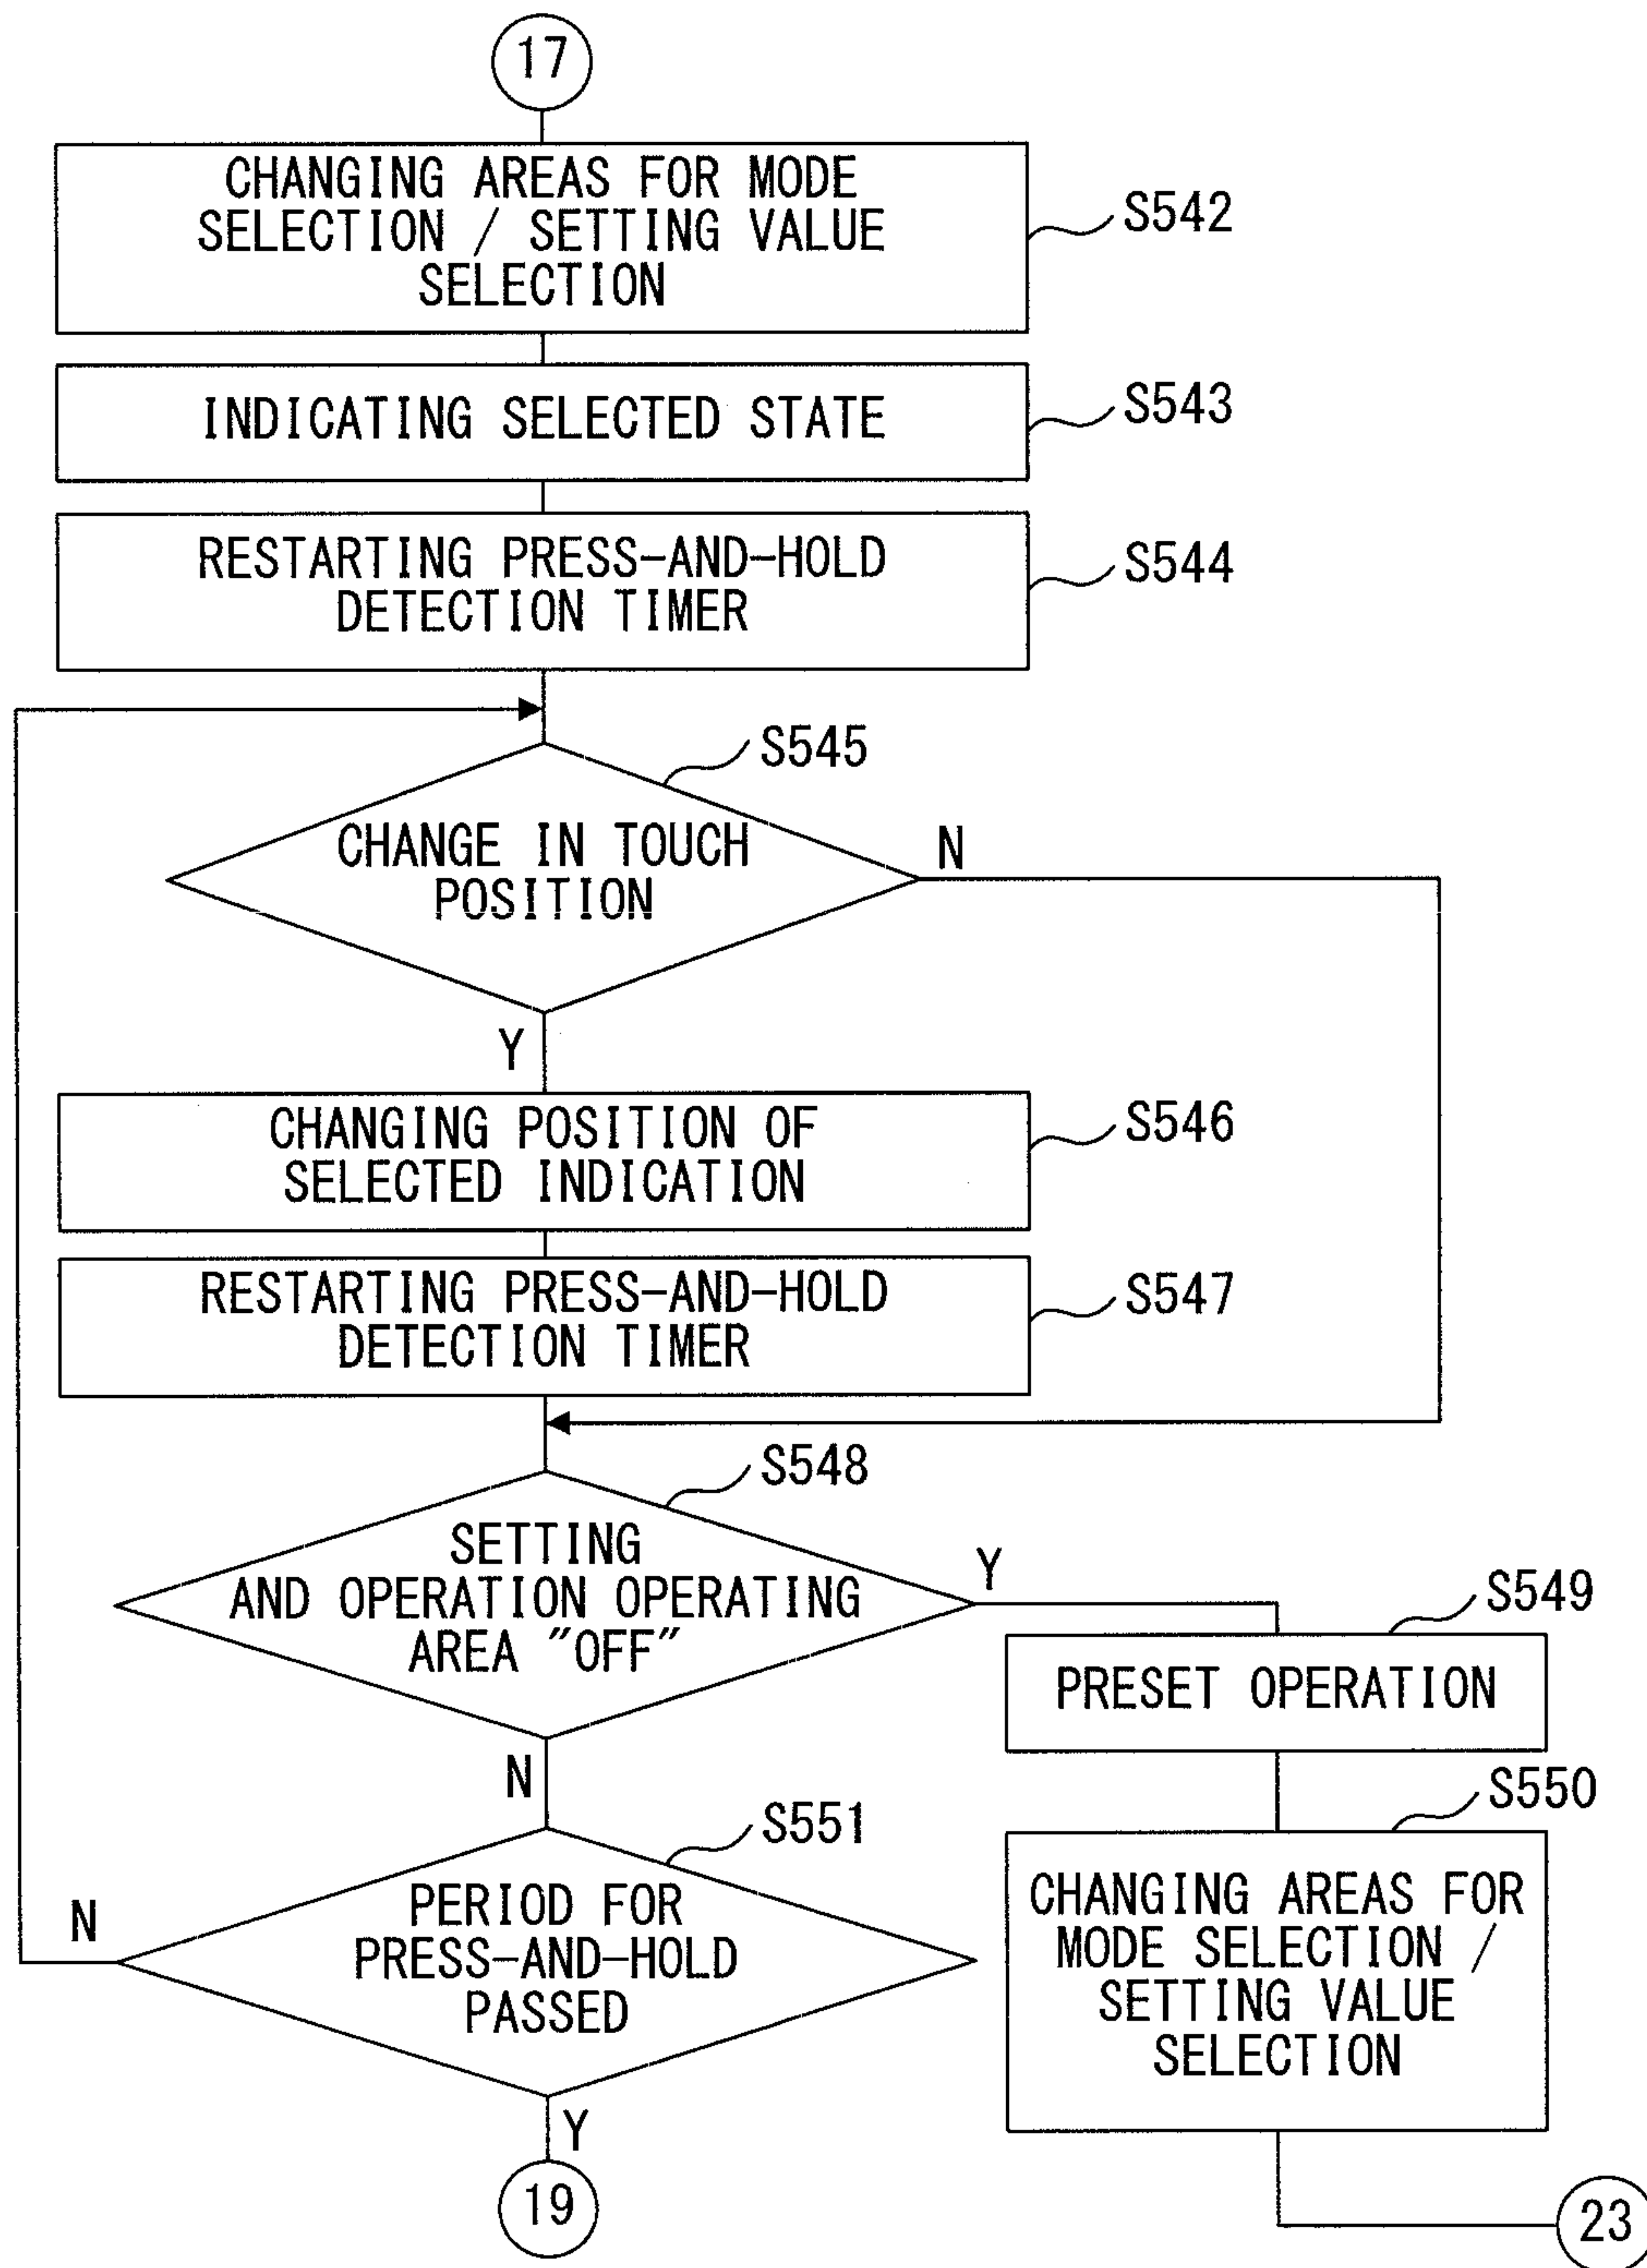 17
CHANGING AREAS FOR MODE
SELECTION / SETTING VALUE
SELECTION
S542
INDICATING SELECTED STATE
S543
RESTARTING PRESS-AND-HOLD
DETECTION TIMER
S544
S545
CHANGE IN TOUCH
POSITION
N
Y
CHANGING POSITION OF
SELECTED INDICATION
S546
RESTARTING PRESS-AND-HOLD
DETECTION TIMER
S547
S548
SETTING
AND OPERATION OPERATING
AREA "OFF"
Y
N
S549
PRESET OPERATION
S550
CHANGING AREAS FOR
MODE SELECTION /
SETTING VALUE
SELECTION
S551
PERIOD FOR
PRESS-AND-HOLD
PASSED
N
Y
19
23